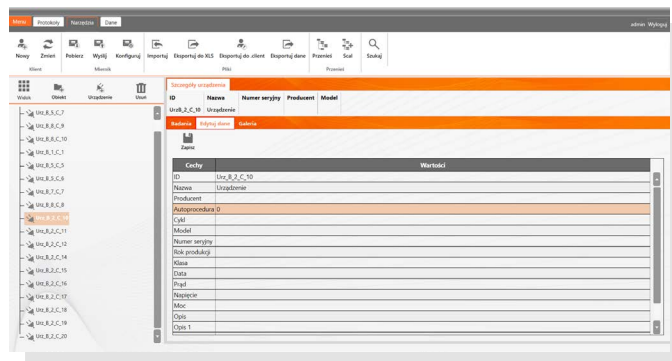 Menu Protokoły Narzędzia Dane admin Wyloguj
Nowy Zmień Pobierz Wyślij Konfiguruj Importuj Eksportuj do XLS Eksportuj do .client Eksportuj dane Przenieś Scal Szukaj
Klient Miernik Pliki Przenieś
Widok Obiekt Urządzenie Usuń
Szczegóły urządzenia
ID Nazwa Numer seryjny Producent Model
Urz_B_2_C_10 Urządzenie
Badania Edytuj dane Galeria
Zapisz
Cechy Wartości
ID Urz_B_2_C_10
Nazwa Urządzenie
Producent
Autoprocedura 0
Cykl
Model
Numer seryjny
Rok produkcji
Klasa
Data
Prąd
Napięcie
Moc
Opis
Opis 1
Urz_B_8_C_9
Urz_B_8_C_10
Urz_B_1_C_1
Urz_B_5_C_5
Urz_B_7_C_7
Urz_B_8_C_8
Urz_B_2_C_10
Urz_B_2_C_11
Urz_B_2_C_12
Urz_B_2_C_14
Urz_B_2_C_15
Urz_B_2_C_16
Urz_B_2_C_17
Urz_B_2_C_18
Urz_B_2_C_19
Urz_B_2_C_20